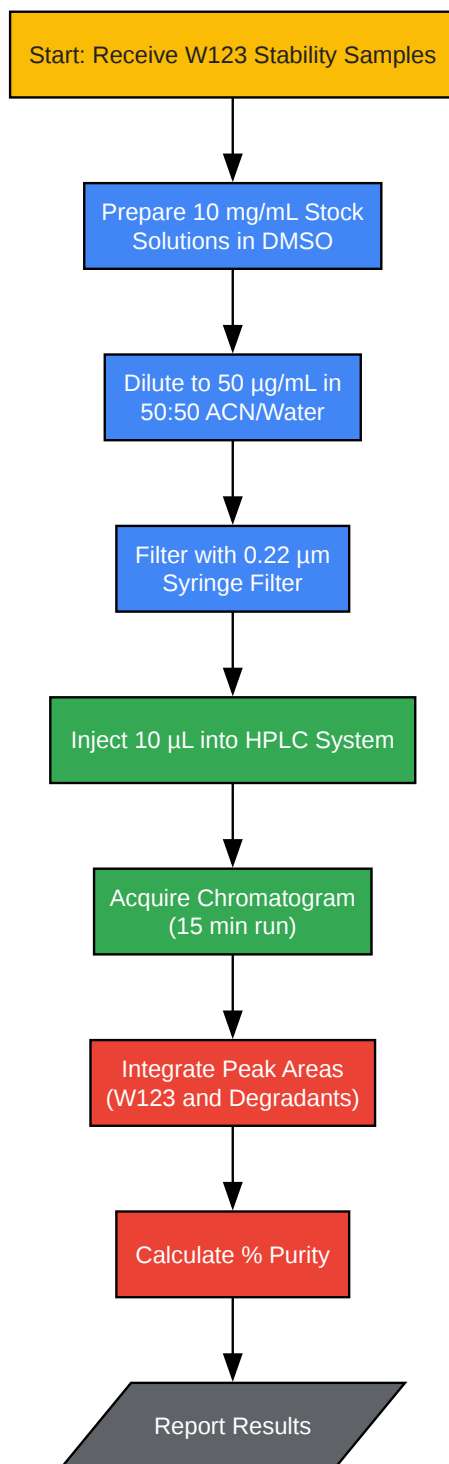 Start: Receive W123 Stability Samples
Prepare 10 mg/mL Stock
Solutions in DMSO
Dilute to 50 µg/mL in
50:50 ACN/Water
Filter with 0.22 µm
Syringe Filter
Inject 10 µL into HPLC System
Acquire Chromatogram
(15 min run)
Integrate Peak Areas
(W123 and Degradants)
Calculate % Purity
Report Results